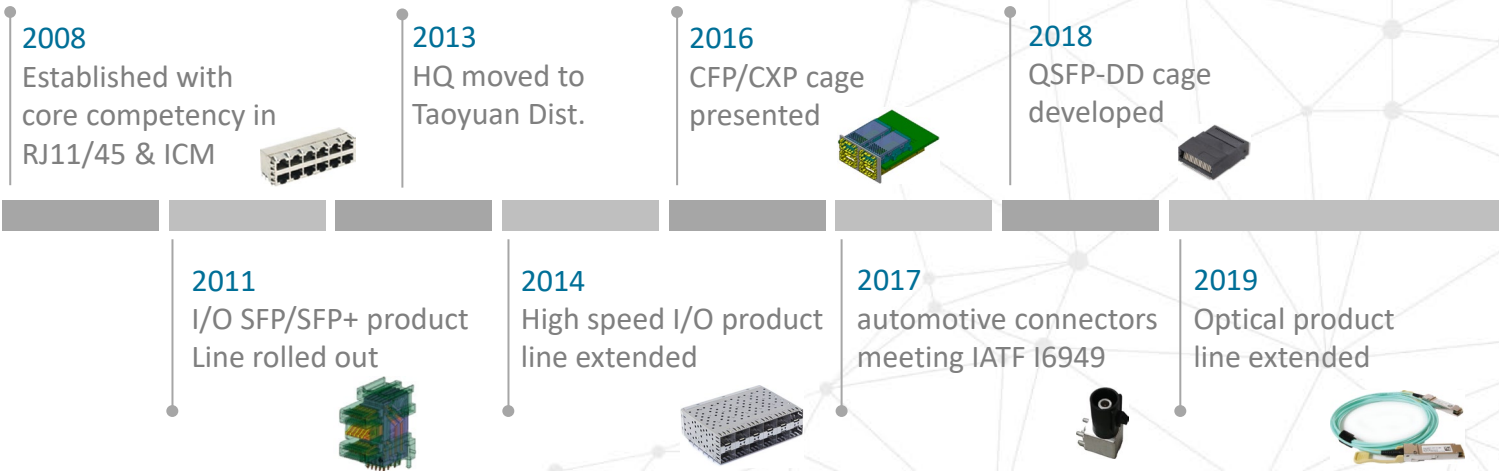 2008
Established with
core competency in
RJ11/45 & ICM
2013
HQ moved to
Taoyuan Dist.
2016
CFP/CXP cage
presented
2018
QSFP-DD cage
developed
2011
I/O SFP/SFP+ product
Line rolled out
2014
High speed I/O product
line extended
2017
automotive connectors
meeting IATF I6949
2019
Optical product
line extended